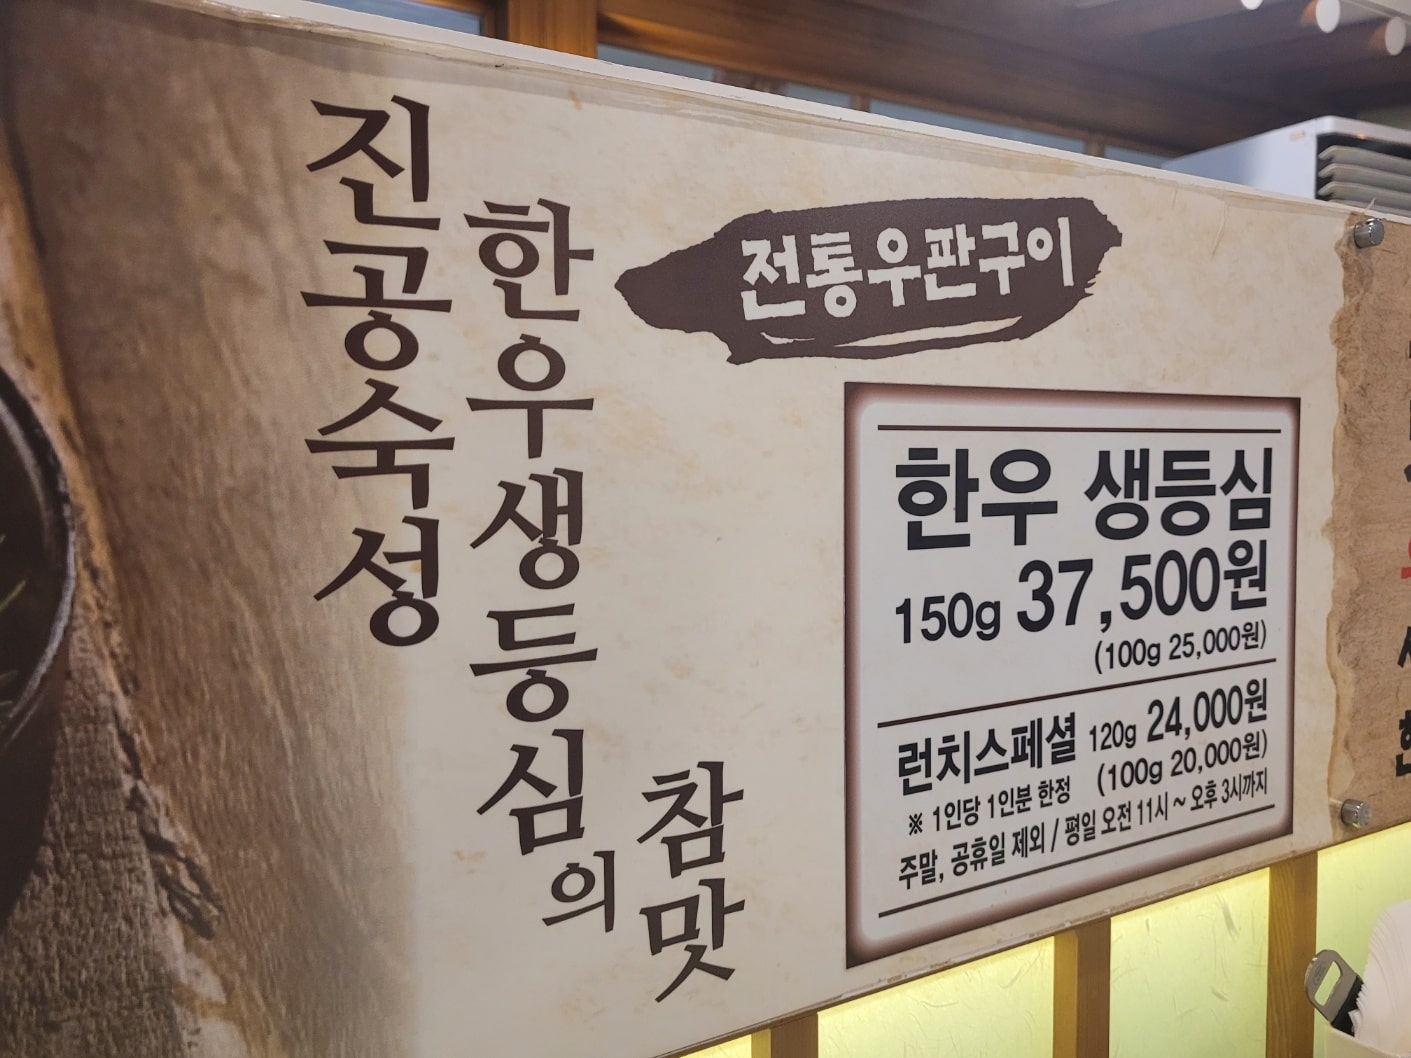 진공숙성
한우생등심의
참맛
전통우판구이
한우 생등심
150g 37,500원
(100g 25,000원)
런치스페셜 120g 24,000원
(100g 20,000원)
※ 1인당 1인분 한정
주말, 공휴일 제외 / 평일 오전 11시 ~ 오후 3시까지